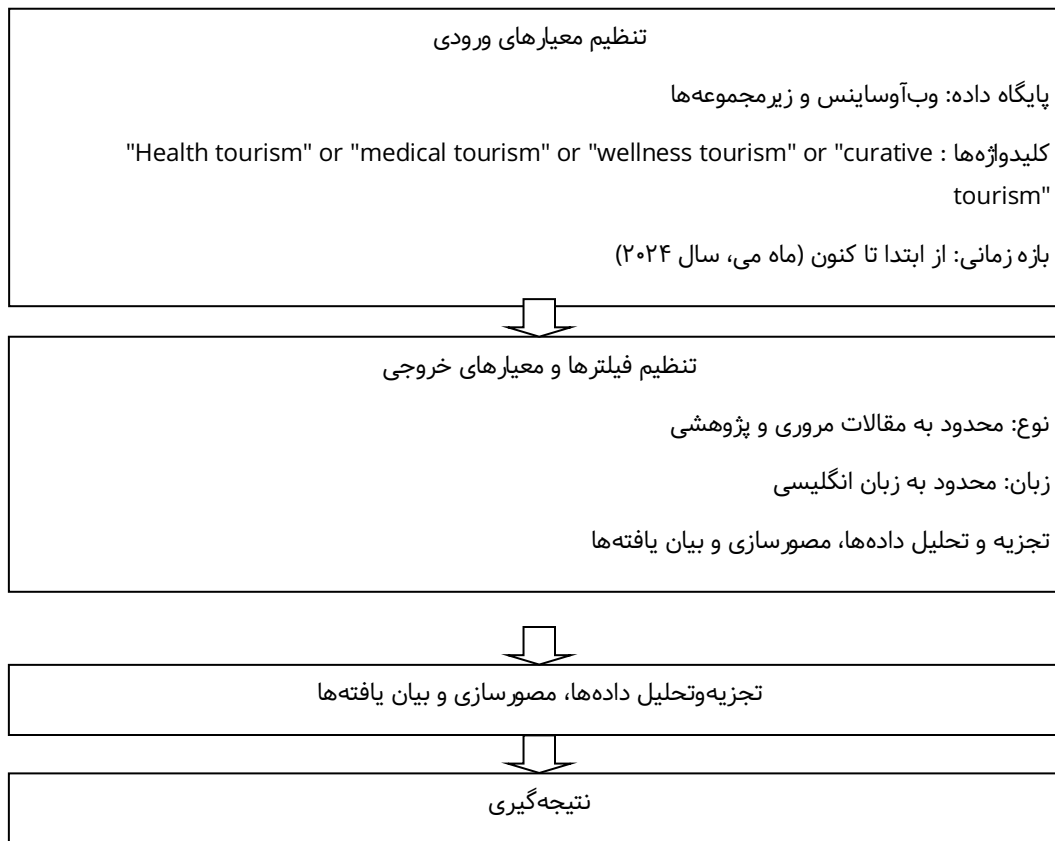 تنظیم معیارهای ورودی
پایگاه داده: وب‌آوساینس و زیرمجموعه‌ها
کلیدواژه‌ها : "Health tourism" or "medical tourism" or "wellness tourism" or "curative
tourism"
بازه زمانی: از ابتدا تا کنون (ماه می، سال ۲۰۲۴)
تنظیم فیلترها و معیارهای خروجی
نوع: محدود به مقالات مروری و پژوهشی
زبان: محدود به زبان انگلیسی
تجزیه و تحلیل داده‌ها، مصورسازی و بیان یافته‌ها
تجزیه‌وتحلیل داده‌ها، مصورسازی و بیان یافته‌ها
نتیجه‌گیری